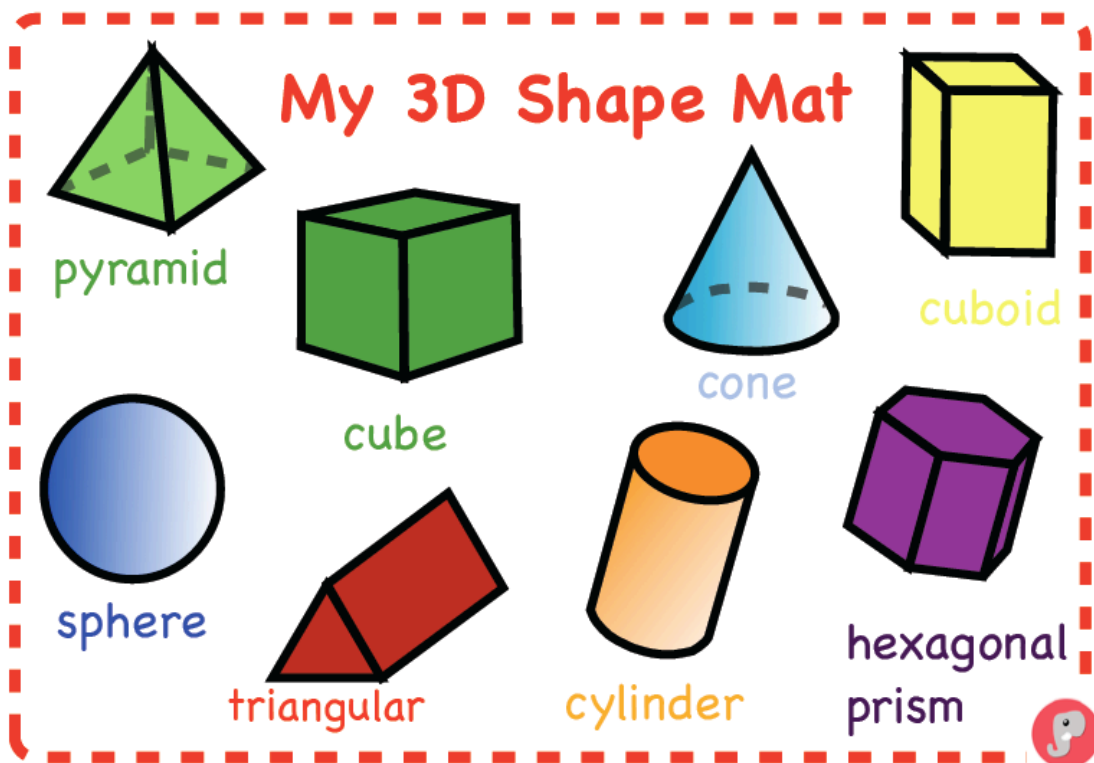 My 3D Shape Mat
pyramid
cube
cone
cuboid
sphere
triangular
cylinder
hexagonal
prism